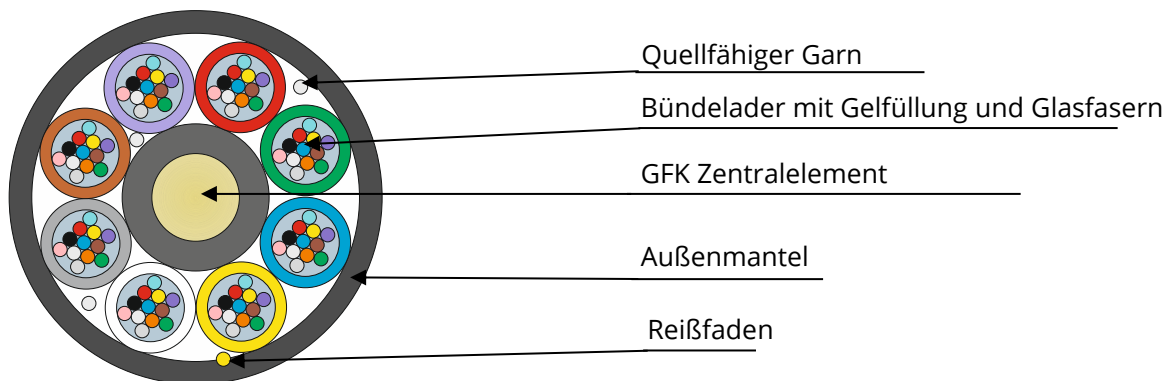 Quellfähiger Garn
Bündelader mit Gelfüllung und Glasfasern
GFK Zentralelement
Außenmantel
Reißfaden